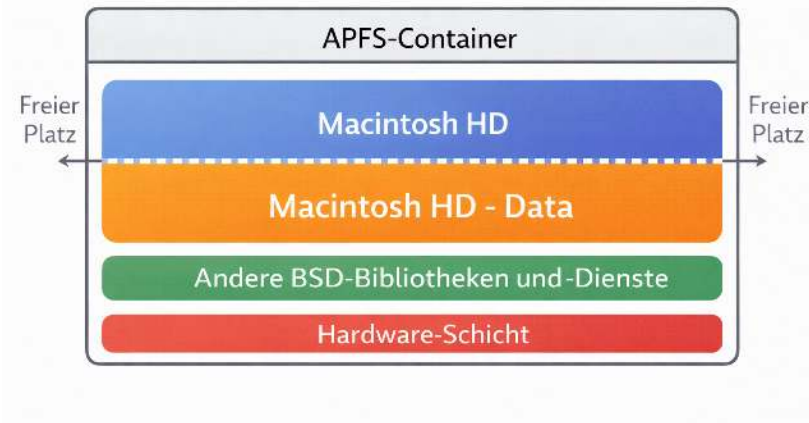 APFS-Container
Freier
Platz
Macintosh HD
Freier
Platz
Macintosh HD - Data
Andere BSD-Bibliotheken und -Dienste
Hardware-Schicht